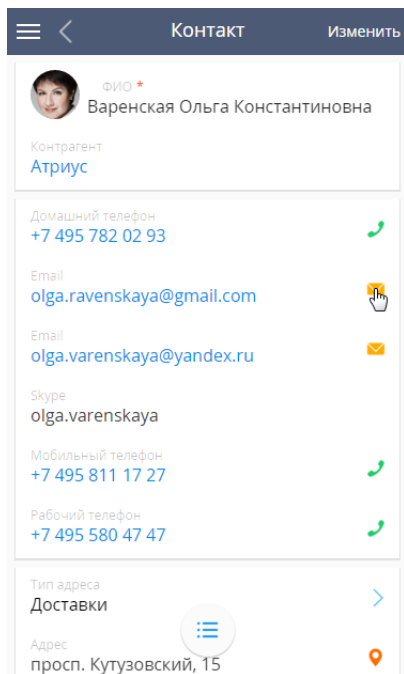 Контакт
Изменить
ФИО *
Варенская Ольга Константиновна
Контрагент
Атриус
Домашний телефон
+7 495 782 02 93
Email
olga.ravenskaya@gmail.com
Email
olga.varenskaya@yandex.ru
Skype
olga.varenskaya
Мобильный телефон
+7 495 811 17 27
Рабочий телефон
+7 495 580 47 47
Тип адреса
Доставки
Адрес
просп. Кутузовский, 15